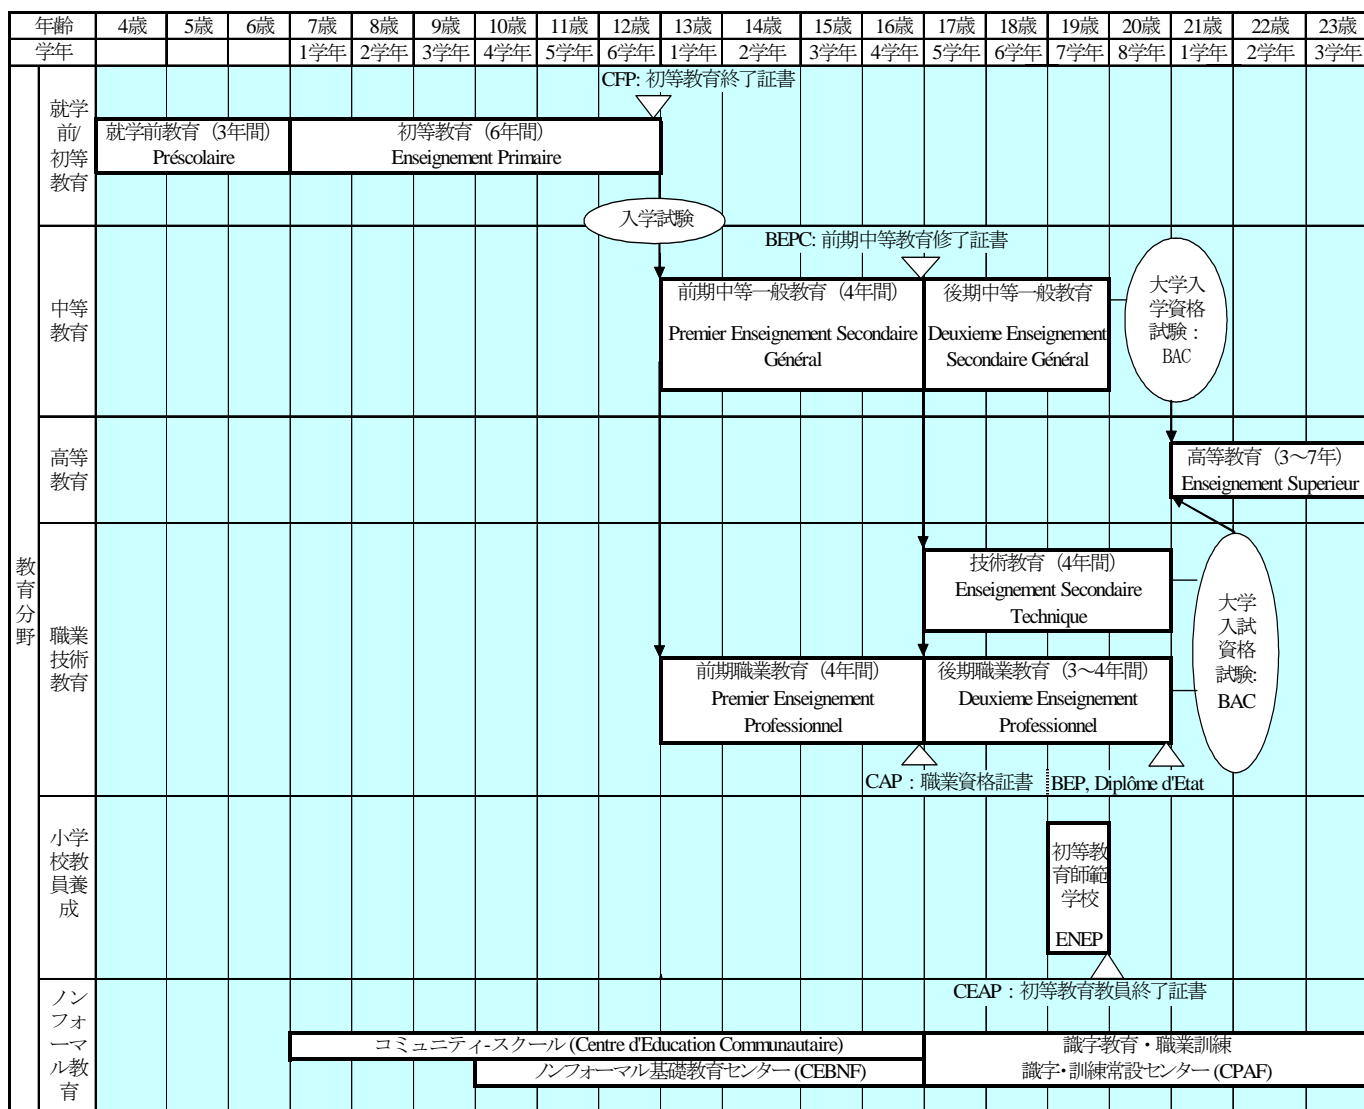 年齢 4歳 5歳 6歳 7歳 8歳 9歳 10歳 11歳 12歳 13歳 14歳 15歳 16歳 17歳 18歳 19歳 20歳 21歳 22歳 23歳
学年 1学年 2学年 3学年 4学年 5学年 6学年 1学年 2学年 3学年 4学年 5学年 6学年 7学年 8学年 1学年 2学年 3学年
教育分野
就学
前/
初等
教育
CFP: 初等教育終了証書
就学前教育（3年間）
Préscolaire
初等教育（6年間）
Enseignement Primaire
入学試験
中等
教育
BEPC: 前期中等教育修了証書
前期中等一般教育（4年間）
Premier Enseignement Secondaire
Général
後期中等一般教育
Deuxieme Enseignement
Secondaire Général
大学入
学資格
試験：
BAC
高等
教育
高等教育（3～7年）
Enseignement Superieur
職業
技術
教育
技術教育（4年間）
Enseignement Secondaire
Technique
前期職業教育（4年間）
Premier Enseignement
Professionnel
後期職業教育（3～4年間）
Deuxieme Enseignement
Professionnel
大学
入試
資格
試験:
BAC
CAP：職業資格証書
BEP, Diplôme d'Etat
小学
校教
員養
成
初等教
育師範
学校
ENEP
CEAP：初等教育教員終了証書
ノン
フォ
ーマ
ル教
育
コミュニティ-スクール (Centre d'Education Communautaire)
ノンフォーマル基礎教育センター (CEBNF)
識字教育・職業訓練
識字・訓練常設センター (CPAF)